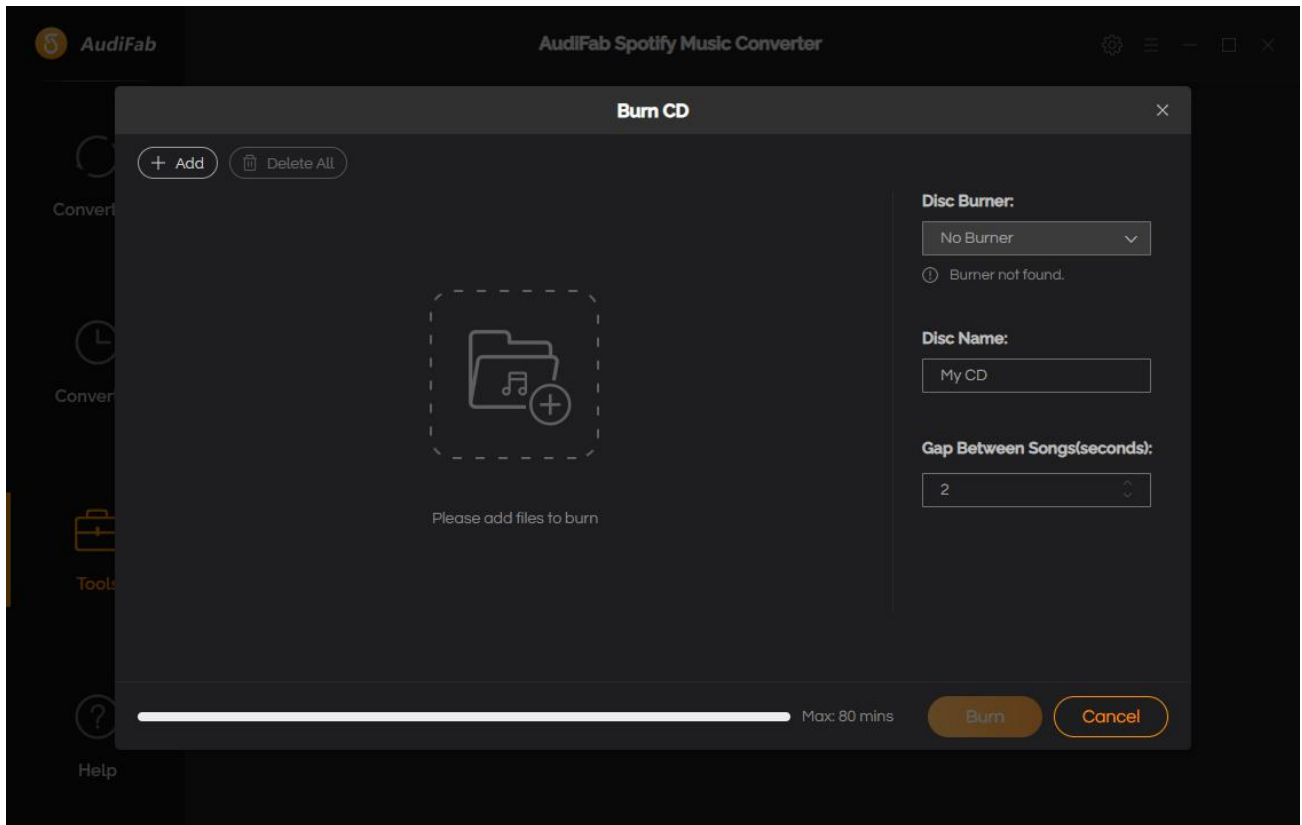 AudiFab
AudiFab Spotify Music Converter
Burn CD
+ Add
Delete All
Convert
Disc Burner:
No Burner
Burner not found.
Disc Name:
My CD
Conver
Gap Between Songs(seconds):
2
Please add files to burn
Tools
Max: 80 mins
Burn
Cancel
Help